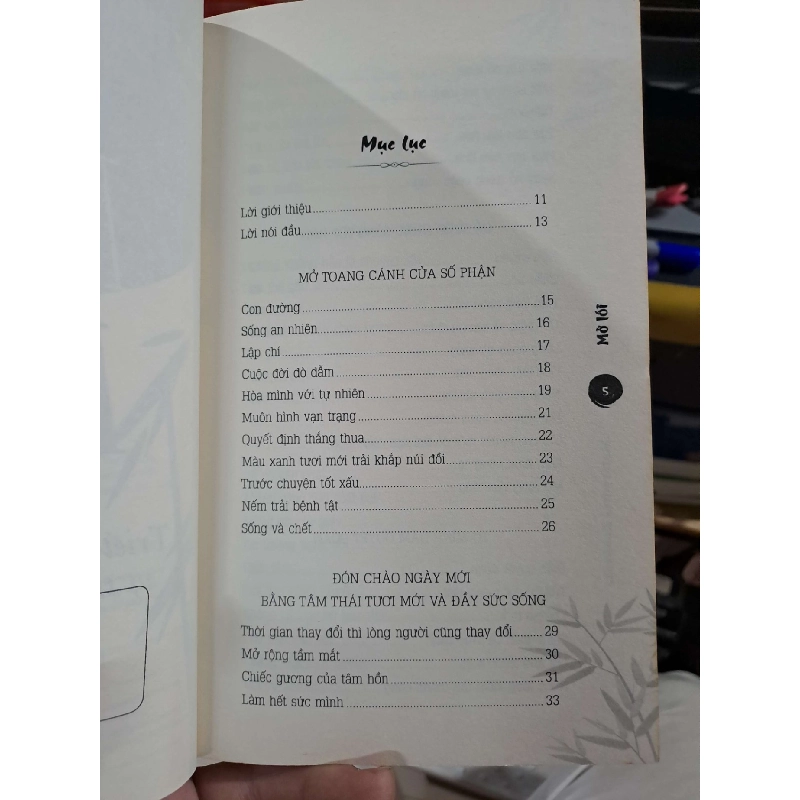 Mục lục
Lời giới thiệu 11
Lời nói đầu 13
MỞ TOANG CÁNH CỬA SỐ PHẬN
Con đường 15
Sống an nhiên 16
Lập chí 17
Cuộc đời dò dẫm 18
Hòa mình với tự nhiên 19
Muôn hình vạn trạng 21
Quyết định thắng thua 22
Màu xanh tươi mới trải khắp núi đồi 23
Trước chuyện tốt xấu 24
Nếm trải bệnh tật 25
Sống và chết 26
ĐÓN CHÀO NGÀY MỚI
BẰNG TÂM THÁI TƯƠI MỚI VÀ ĐẦY SỨC SỐNG
Thời gian thay đổi thì lòng người cũng thay đổi 29
Mở rộng tầm mắt 30
Chiếc gương của tâm hồn 31
Làm hết sức mình 33
Mở lối
5